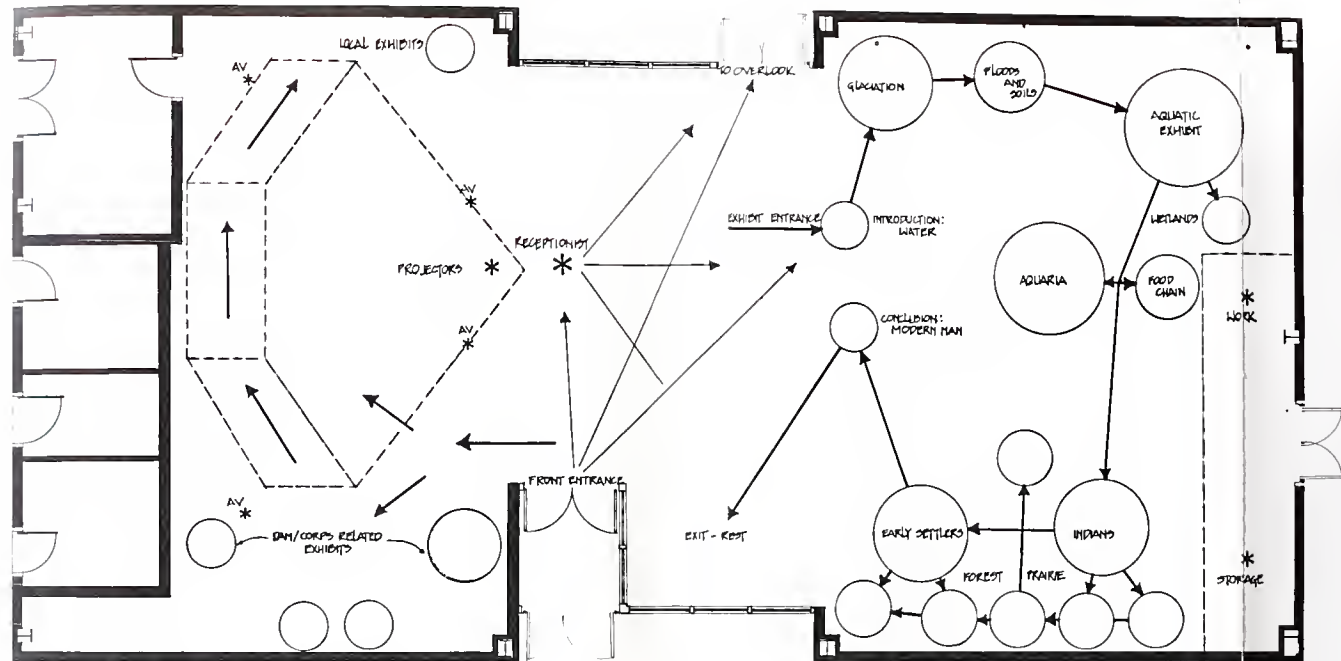 LOCAL EXHIBITS
AV
TO OVERLOOK
GLACIATION
FLOODS
AND
SOILS
AQUATIC
EXHIBIT
AV
EXHIBIT ENTRANCE
INTRODUCTION:
WATER
WETLANDS
RECEPTIONIST
PROJECTORS
AQUARIA
FOOD
CHAIN
WORK
CONCLUSION:
MODERN MAN
AV
FRONT ENTRANCE
AV
DAM/CORPS RELATED
EXHIBITS
EXIT - REST
EARLY SETTLERS
INDIANS
FOREST
PRAIRIE
STORAGE